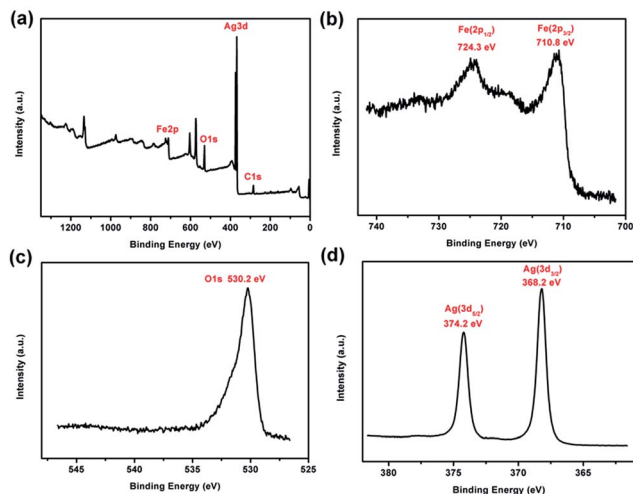 (a)
Ag3d
Fe2p
O1s
C1s
Intensity (a.u.)
1200 1000 800 600 400 200 0
Binding Energy (eV)
(b)
Fe(2p1/2)
724.3 eV
Fe(2p3/2)
710.8 eV
Intensity (a.u.)
740 730 720 710 700
Binding Energy (eV)
(c)
O1s 530.2 eV
Intensity (a.u.)
545 540 535 530 525
Binding Energy (eV)
(d)
Ag(3d5/2)
374.2 eV
Ag(3d3/2)
368.2 eV
Intensity (a.u.)
380 375 370 365
Binding Energy (eV)